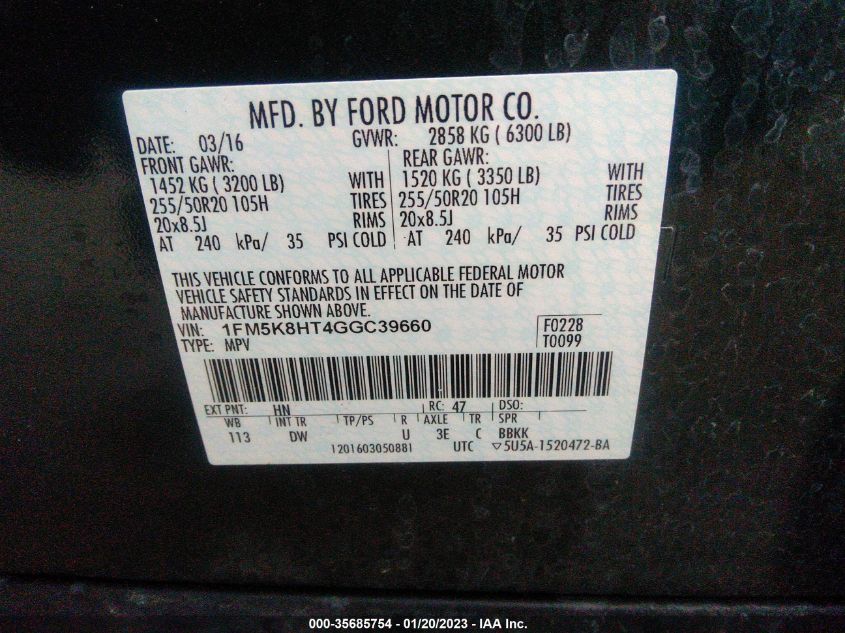 MFD. BY FORD MOTOR CO.
DATE: 03/16 GVWR: 2858 KG ( 6300 LB)
FRONT GAWR: REAR GAWR:
1452 KG ( 3200 LB) WITH 1520 KG ( 3350 LB) WITH
255/50R20 105H TIRES 255/50R20 105H TIRES
20x8.5J RIMS 20x8.5J RIMS
AT 240 kPa/ 35 PSI COLD AT 240 kPa/ 35 PSI COLD
THIS VEHICLE CONFORMS TO ALL APPLICABLE FEDERAL MOTOR
VEHICLE SAFETY STANDARDS IN EFFECT ON THE DATE OF
MANUFACTURE SHOWN ABOVE.
VIN: 1FM5K8HT4GGC39660 F0228
TYPE: MPV T0099
EXT PNT: HN RC: 47 DSO:
WB INT TR TP/PS R AXLE TR SPR
113 DW U 3E C BBKK
1201603050881 UTC ▽5U5A-1520472-BA
000-35685754 - 01/20/2023 - IAA Inc.